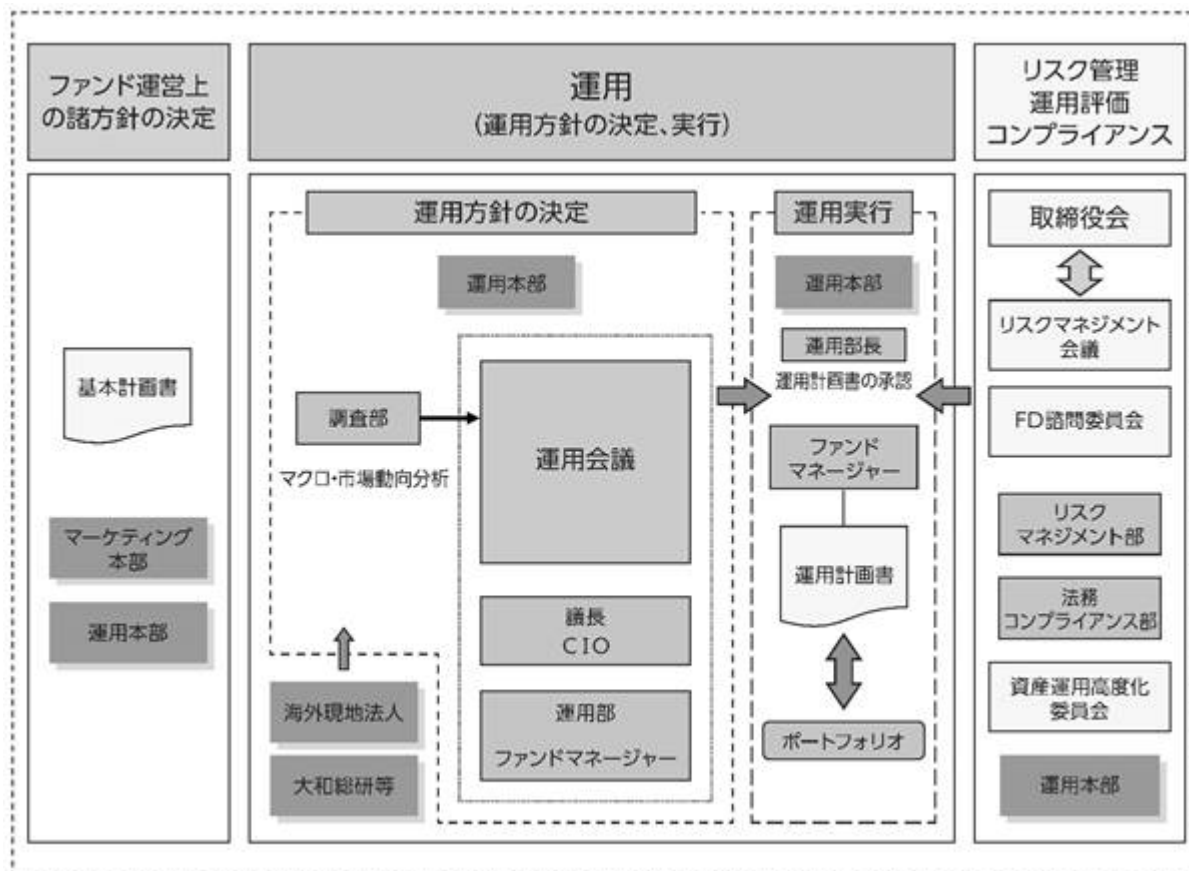 ファンド運営上
の諸方針の決定
基本計画書
マーケティング
本部
運用本部
運用
(運用方針の決定、実行)
運用方針の決定
運用本部
調査部
マクロ・市場動向分析
運用会議
議長
CIO
運用部
ファンドマネージャー
海外現地法人
大和総研等
運用実行
運用本部
運用部長
運用計画書の承認
ファンド
マネージャー
運用計画書
ポートフォリオ
リスク管理
運用評価
コンプライアンス
取締役会
リスクマネジメント
会議
FD諮問委員会
リスク
マネジメント部
法務
コンプライアンス部
資産運用高度化
委員会
運用本部